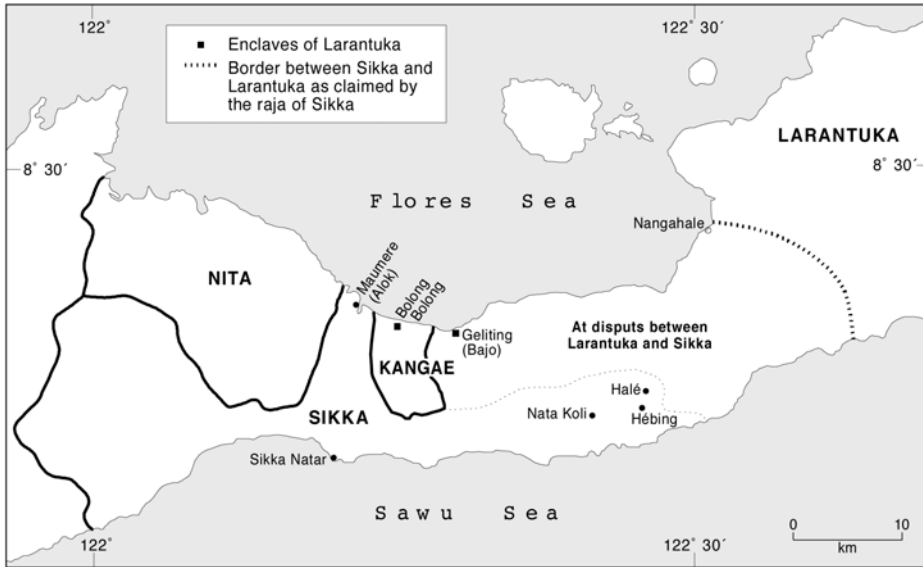 122˚
122˚ 30´
■ Enclaves of Larantuka
Border between Sikka and
Larantuka as claimed by
the raja of Sikka
LARANTUKA
8˚ 30´
8˚ 30´
Flores Sea
Nangahale
NITA
Maumere
(Alok)
Bolong
Bolong
Geliting
(Bajo)
At disputs between
Larantuka and Sikka
KANGAE
Halé
SIKKA
Nata Koli
Hébing
Sikka Natar
Sawu Sea
0 10
km
122˚
122˚ 30´